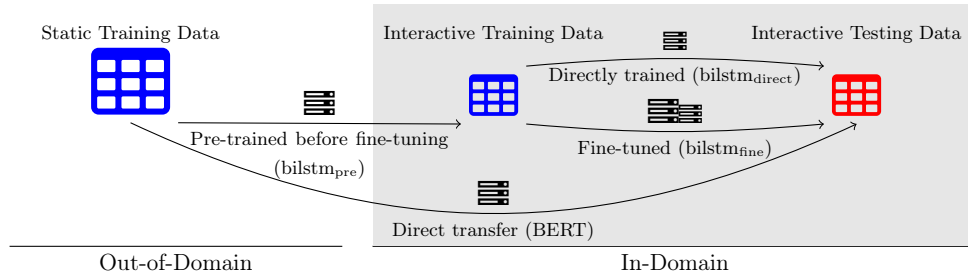 Static Training Data
Interactive Training Data
Interactive Testing Data
Directly trained (bilstm_direct)
Pre-trained before fine-tuning
(bilstm_pre)
Fine-tuned (bilstm_fine)
Direct transfer (BERT)
Out-of-Domain
In-Domain